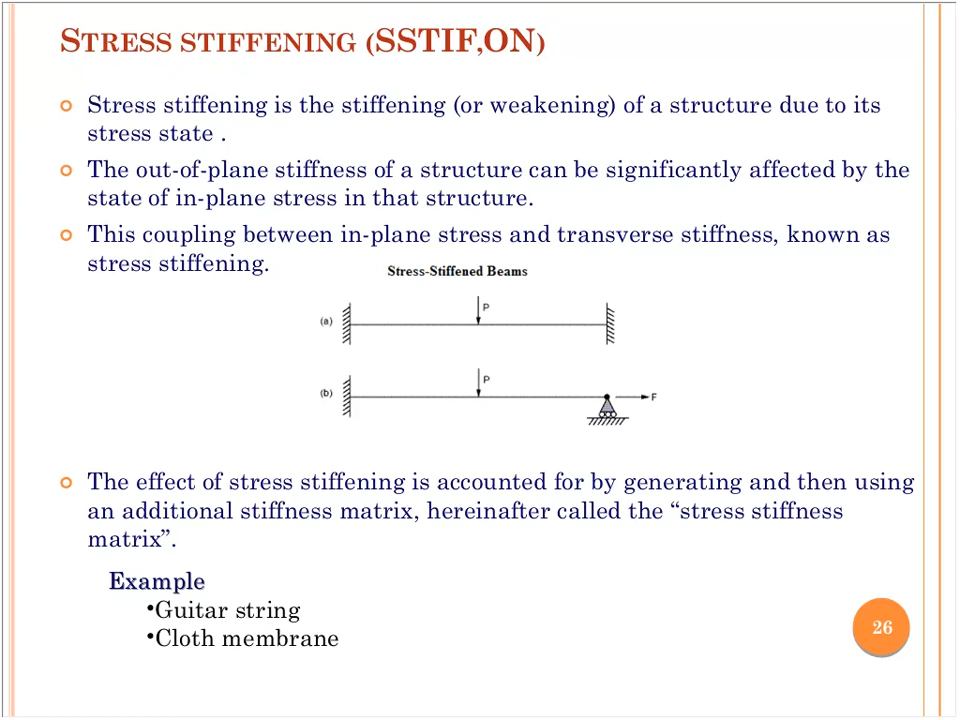 STRESS STIFFENING (SSTIF,ON)
Stress stiffening is the stiffening (or weakening) of a structure due to its
stress state .
The out-of-plane stiffness of a structure can be significantly affected by the
state of in-plane stress in that structure.
This coupling between in-plane stress and transverse stiffness, known as
stress stiffening.
Stress-Stiffened Beams
P
(a)
P
(b)
F
The effect of stress stiffening is accounted for by generating and then using
an additional stiffness matrix, hereinafter called the “stress stiffness
matrix”.
Example
•Guitar string
•Cloth membrane
26